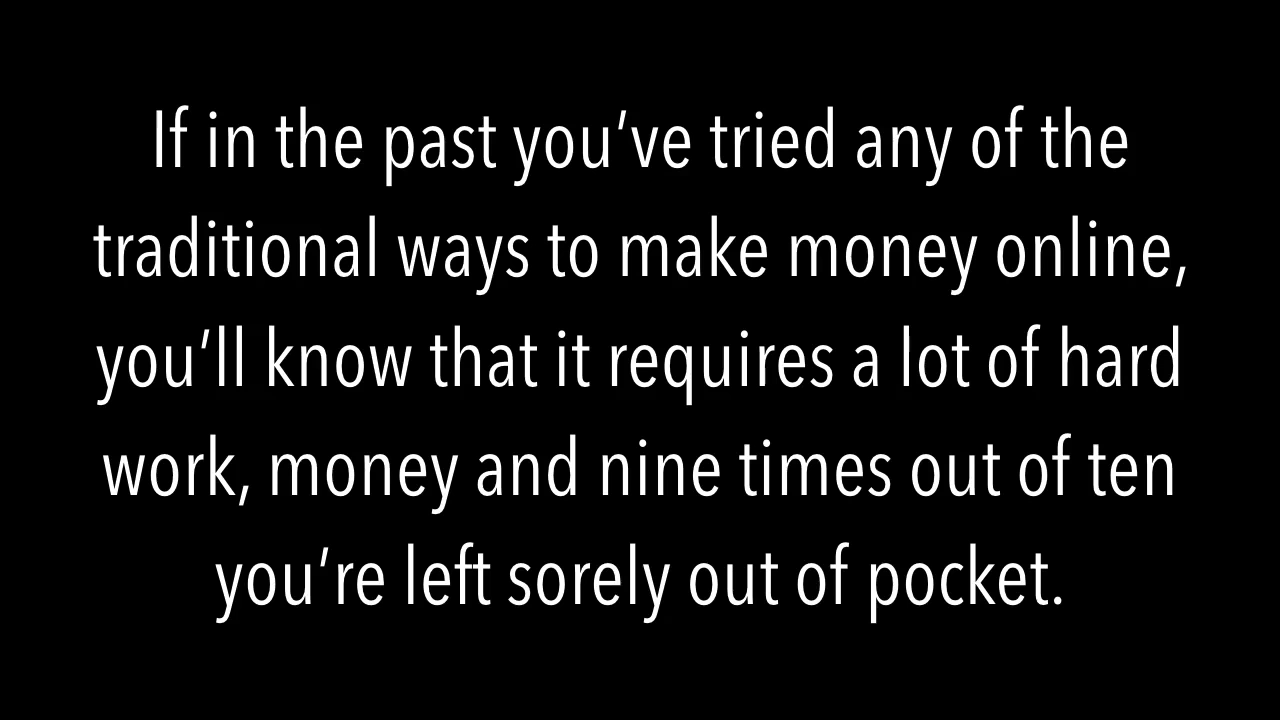 If in the past you‘ve tried any of the
traditional ways to make money online,
you‘ll know that it requires a lot of hard
work, money and nine times out of ten
you‘re left sorely out of pocket.